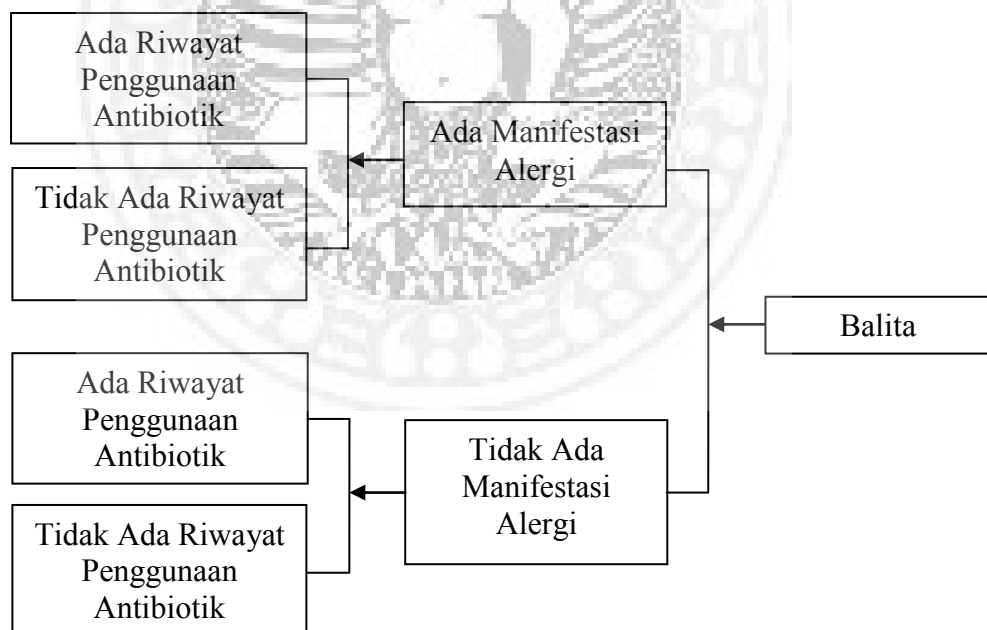 Ada Riwayat
Penggunaan
Antibiotik
Tidak Ada Riwayat
Penggunaan
Antibiotik
Ada Manifestasi
Alergi
Balita
Ada Riwayat
Penggunaan
Antibiotik
Tidak Ada Riwayat
Penggunaan
Antibiotik
Tidak Ada
Manifestasi
Alergi